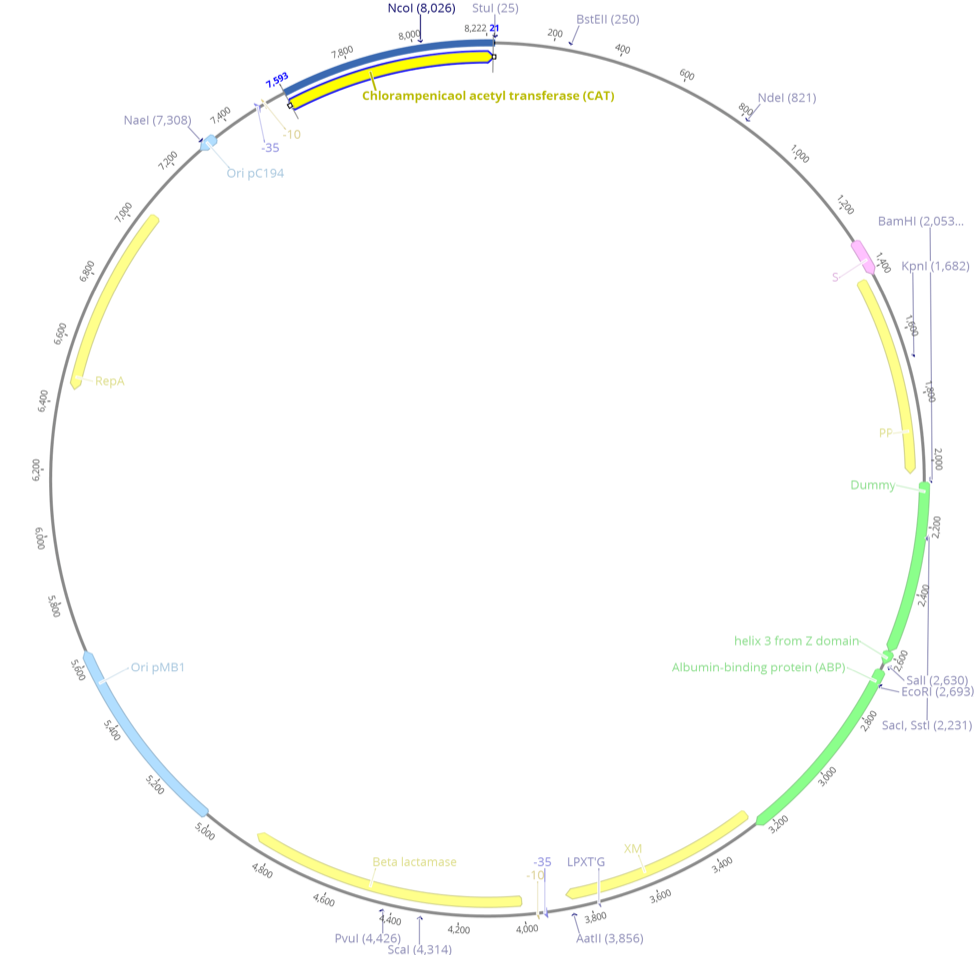 NcoI (8,026)
StuI (25)
BstEII (250)
8,222
21
8,000
200
7,800
400
7,593
600
Chlorampenicaol acetyl transferase (CAT)
NdeI (821)
800
NaeI (7,308)
7,400
-10
-35
1,000
7,200
Ori pC194
7,000
1,200
BamHI (2,053...
S
1,400
KpnI (1,682)
6,800
1,600
6,600
RepA
6,400
1,800
PP
6,200
2,000
Dummy
6,000
2,200
5,800
2,400
helix 3 from Z domain
2,600
5,600
Ori pMB1
Albumin-binding protein (ABP)
SalI (2,630)
EcoRI (2,693)
5,400
2,800
SacI, SstI (2,231)
5,200
3,000
5,000
3,200
XM
3,400
Beta lactamase
-35
LPXT'G
4,800
-10
4,600
3,600
4,400
3,800
4,200
4,000
PvuI (4,426)
AatII (3,856)
ScaI (4,314)